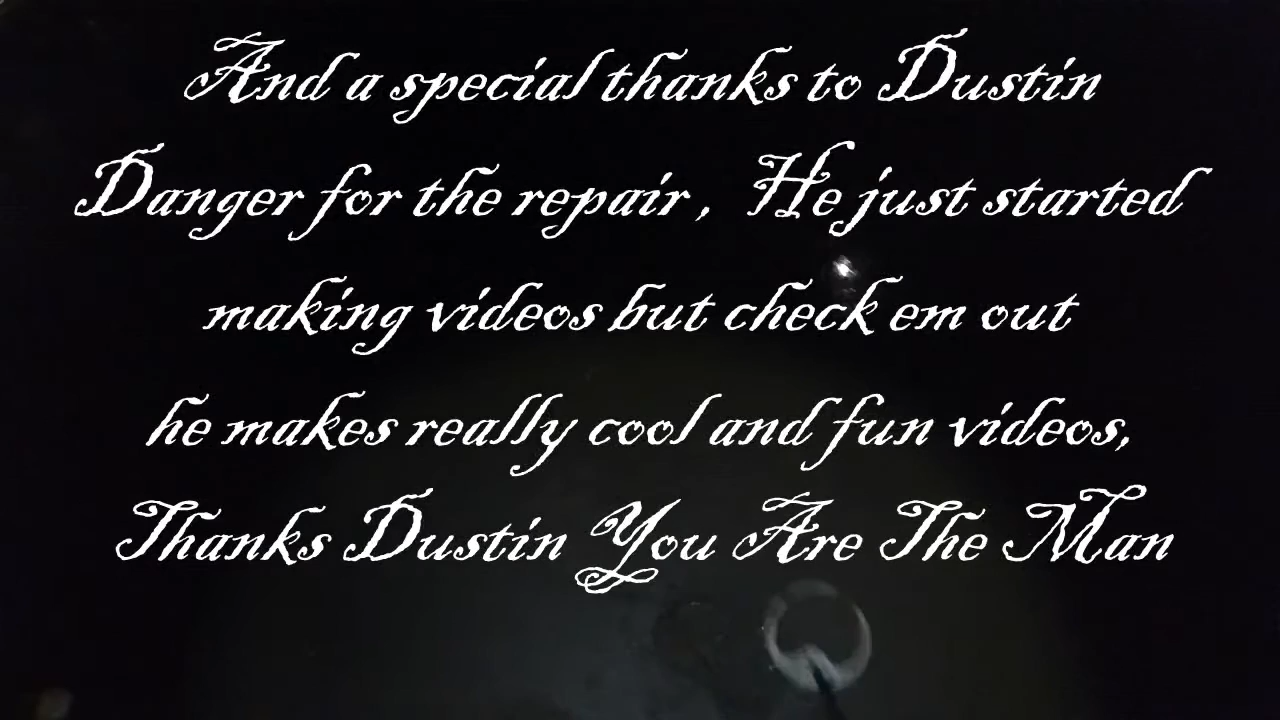 And a special thanks to Dustin
Danger for the repair , He just started
making videos but check em out
he makes really cool and fun videos,
Thanks Dustin You Are The Man